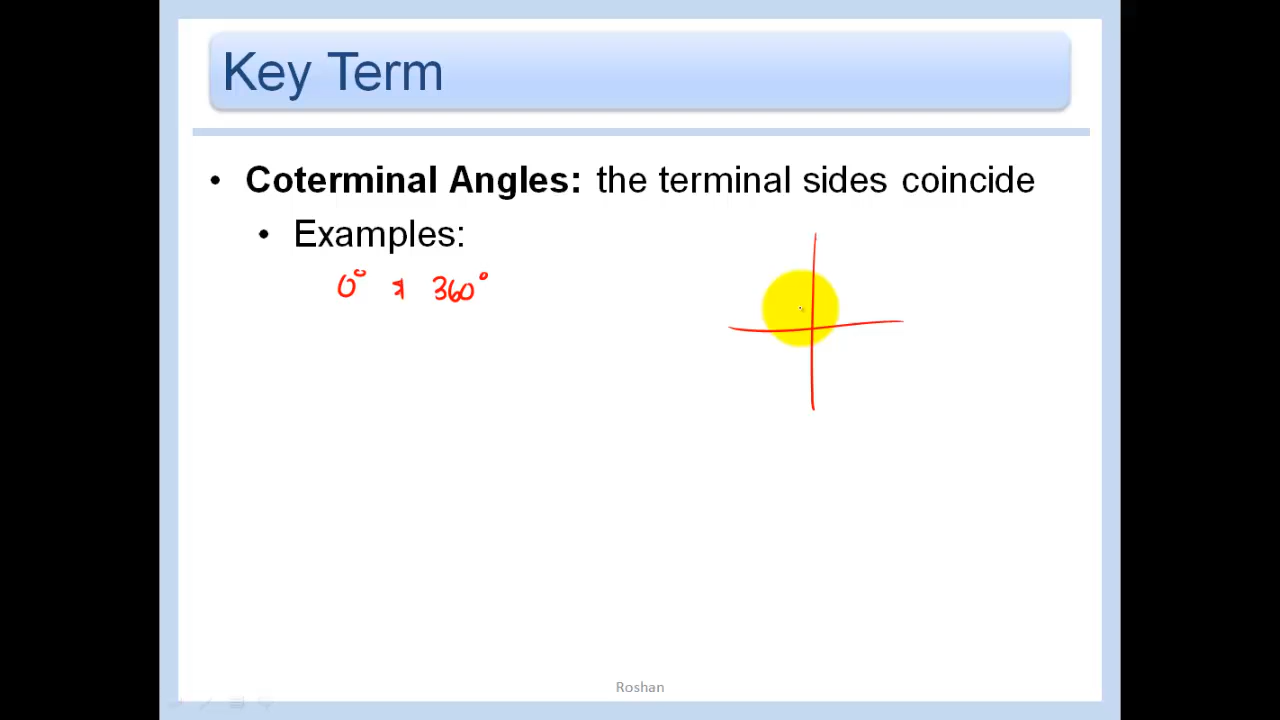 Key Term
• Coterminal Angles: the terminal sides coincide
• Examples:
0° & 360°
Roshan